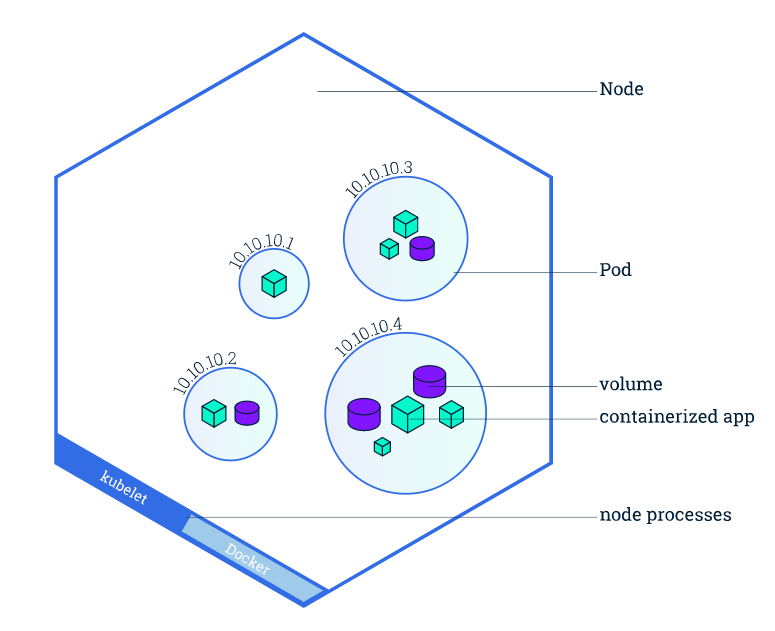 Node
10.10.10.3
10.10.10.1
Pod
10.10.10.4
10.10.10.2
volume
containerized app
kubelet
node processes
Docker